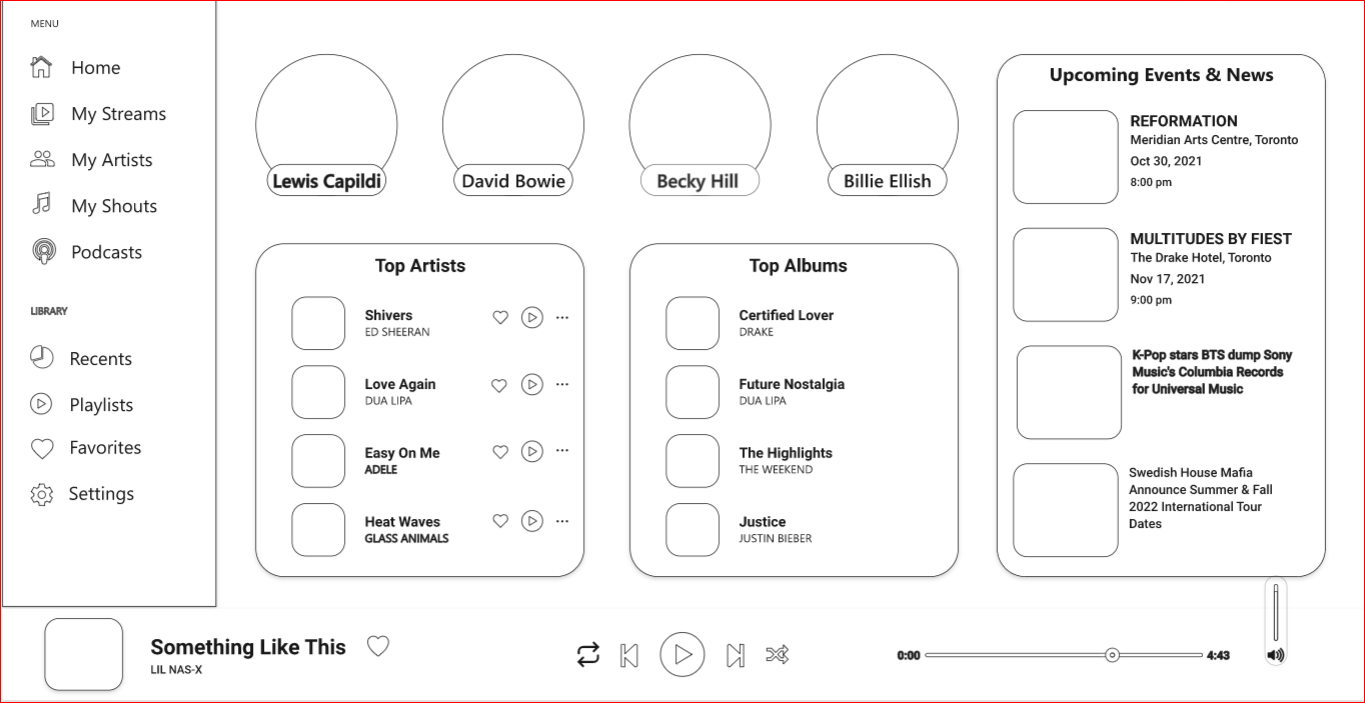 MENU
Home
My Streams
My Artists
My Shouts
Podcasts
LIBRARY
Recents
Playlists
Favorites
Settings
Lewis Capildi
David Bowie
Becky Hill
Billie Ellish
Top Artists
Shivers
ED SHEERAN
Love Again
DUA LIPA
Easy On Me
ADELE
Heat Waves
GLASS ANIMALS
Top Albums
Certified Lover
DRAKE
Future Nostalgia
DUA LIPA
The Highlights
THE WEEKEND
Justice
JUSTIN BIEBER
Upcoming Events & News
REFORMATION
Meridian Arts Centre, Toronto
Oct 30, 2021
8:00 pm
MULTITUDES BY FIEST
The Drake Hotel, Toronto
Nov 17, 2021
9:00 pm
K-Pop stars BTS dump Sony
Music's Columbia Records
for Universal Music
Swedish House Mafia
Announce Summer & Fall
2022 International Tour
Dates
Something Like This
LIL NAS-X
0:00
4:43